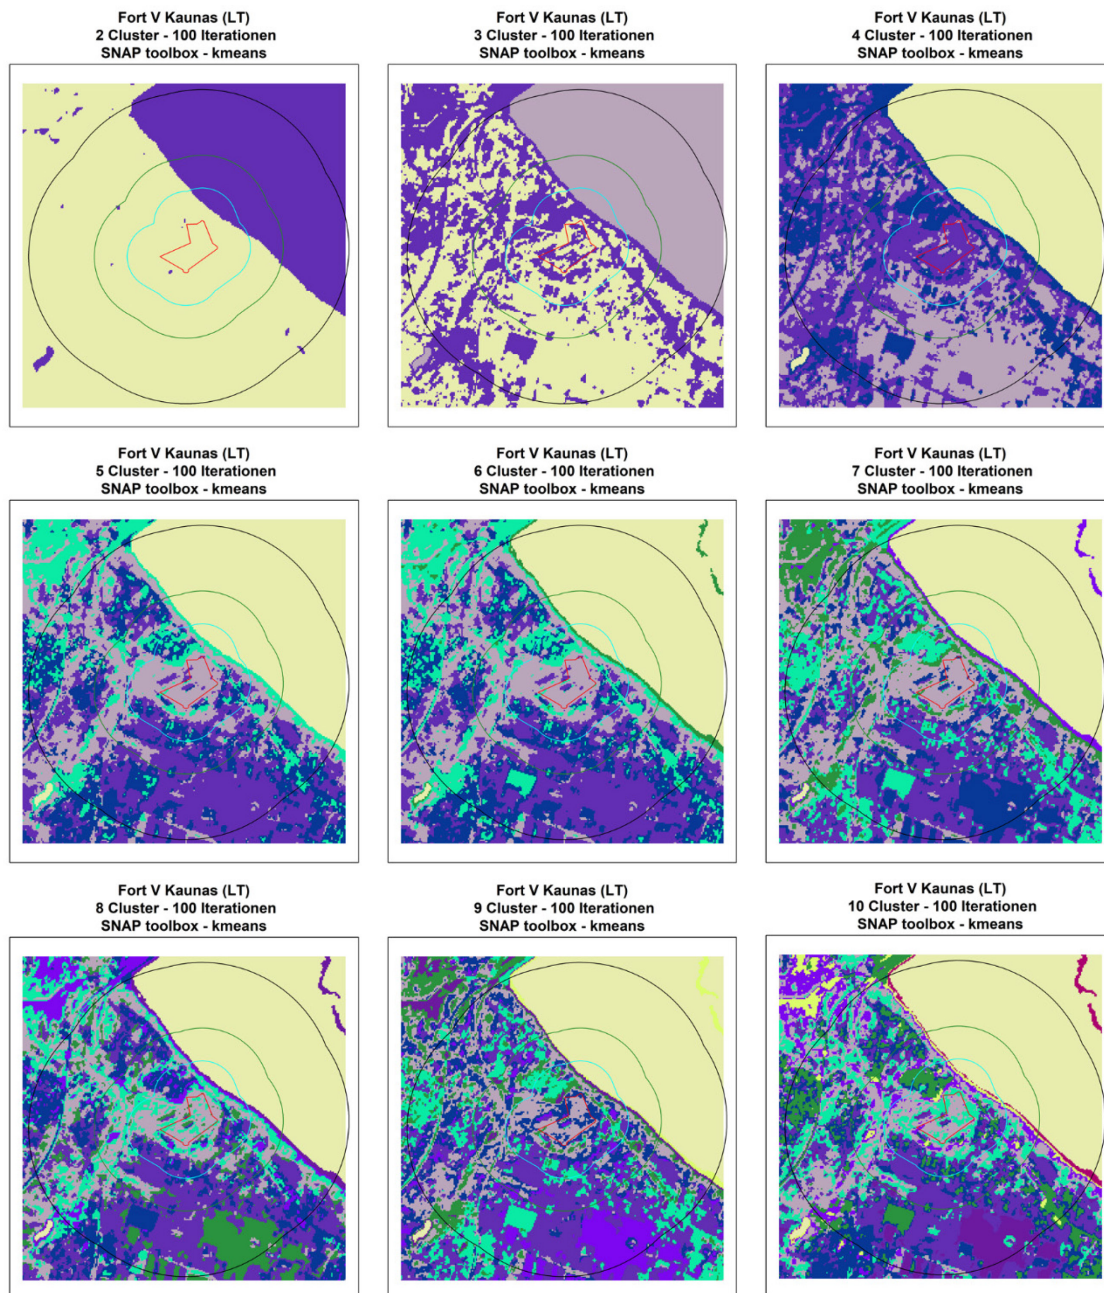 Fort V Kaunas (LT)
2 Cluster - 100 Iterationen
SNAP toolbox - kmeans
Fort V Kaunas (LT)
3 Cluster - 100 Iterationen
SNAP toolbox - kmeans
Fort V Kaunas (LT)
4 Cluster - 100 Iterationen
SNAP toolbox - kmeans
Fort V Kaunas (LT)
5 Cluster - 100 Iterationen
SNAP toolbox - kmeans
Fort V Kaunas (LT)
6 Cluster - 100 Iterationen
SNAP toolbox - kmeans
Fort V Kaunas (LT)
7 Cluster - 100 Iterationen
SNAP toolbox - kmeans
Fort V Kaunas (LT)
8 Cluster - 100 Iterationen
SNAP toolbox - kmeans
Fort V Kaunas (LT)
9 Cluster - 100 Iterationen
SNAP toolbox - kmeans
Fort V Kaunas (LT)
10 Cluster - 100 Iterationen
SNAP toolbox - kmeans